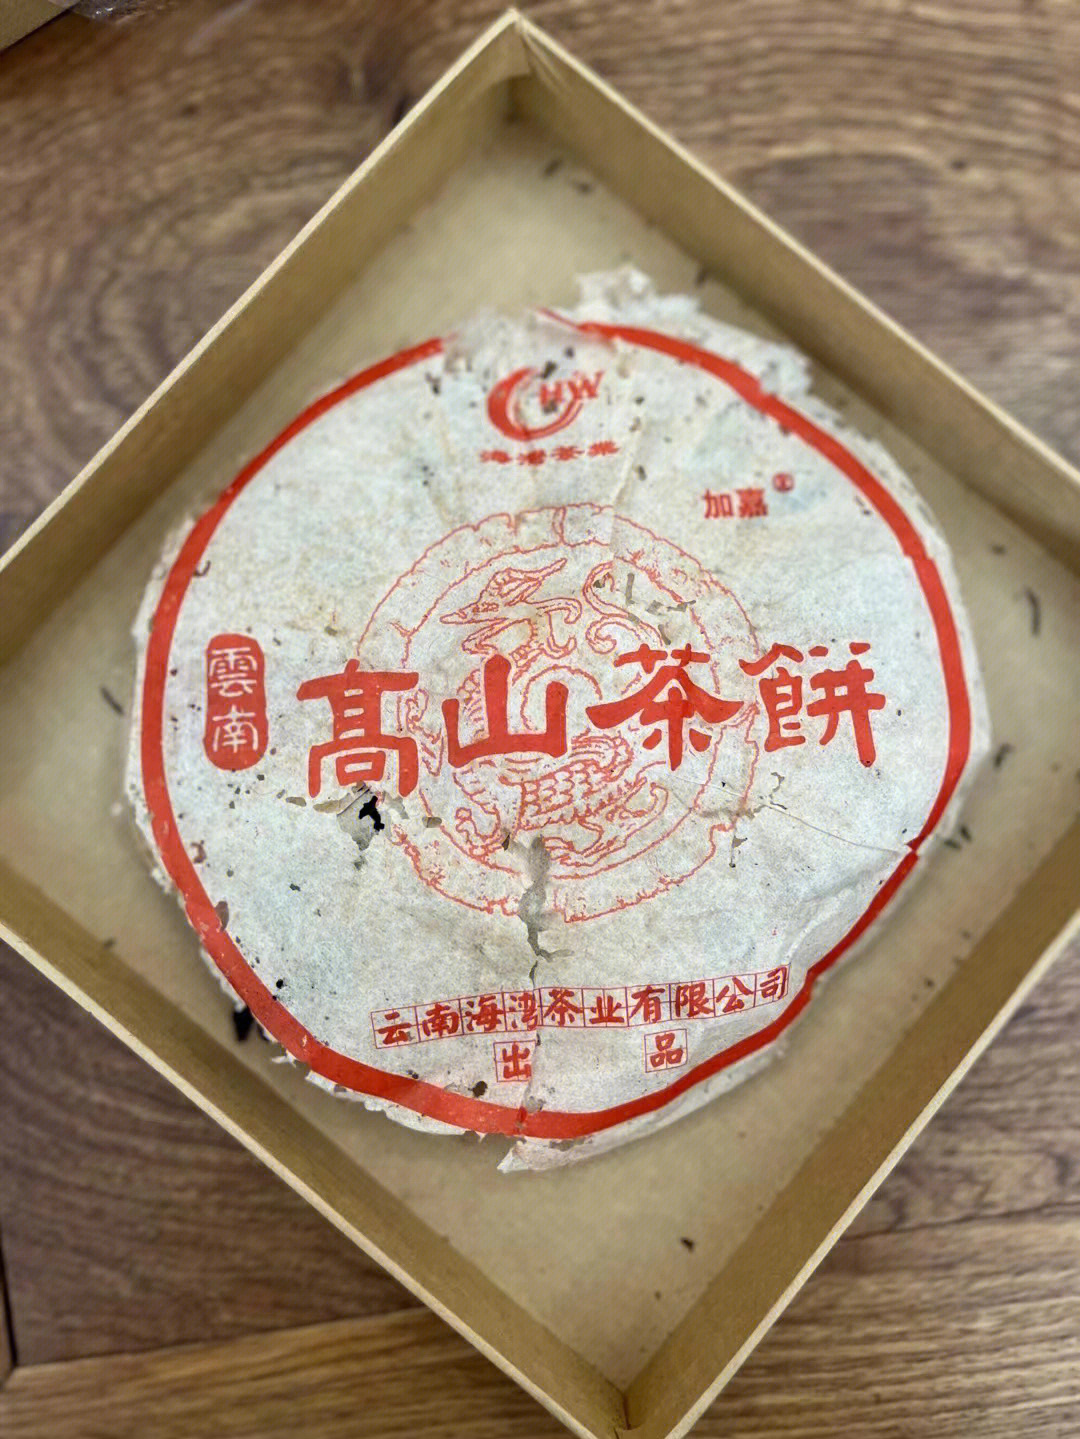 HW
海湾茶業
加嘉
雲南
高山茶餅
云南海湾茶业有限公司
出品